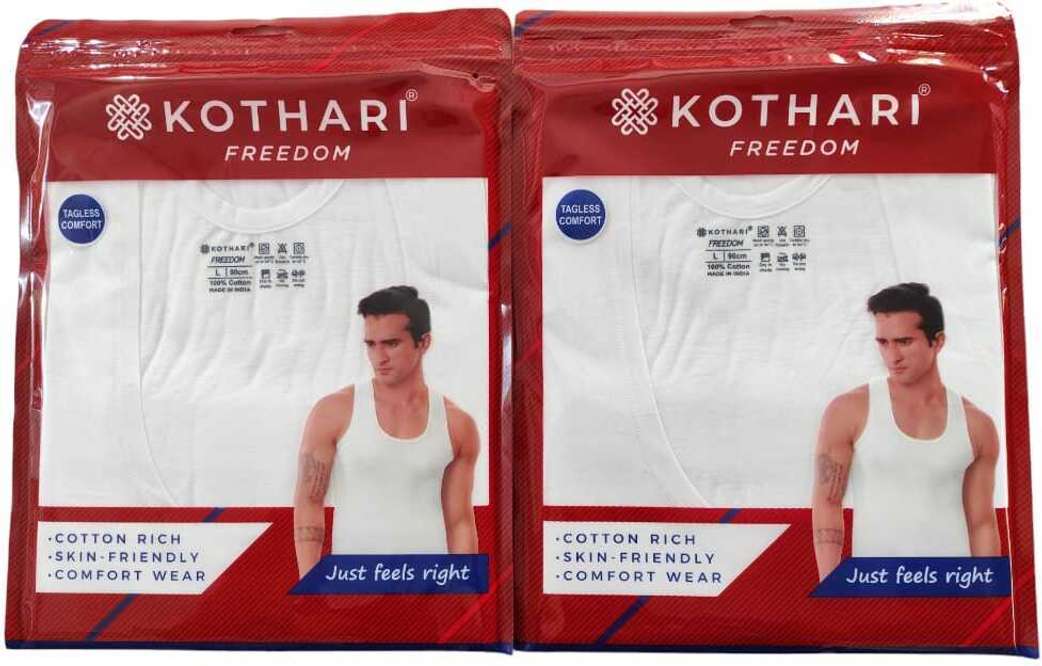 KOTHARI®
FREEDOM
TAGLESS
COMFORT
KOTHARI®
FREEDOM
L 90cm
100% Cotton
MADE IN INDIA
·COTTON RICH
·SKIN-FRIENDLY
·COMFORT WEAR
Just feels right
KOTHARI®
FREEDOM
TAGLESS
COMFORT
KOTHARI®
FREEDOM
L 90cm
100% Cotton
MADE IN INDIA
·COTTON RICH
·SKIN-FRIENDLY
·COMFORT WEAR
Just feels right